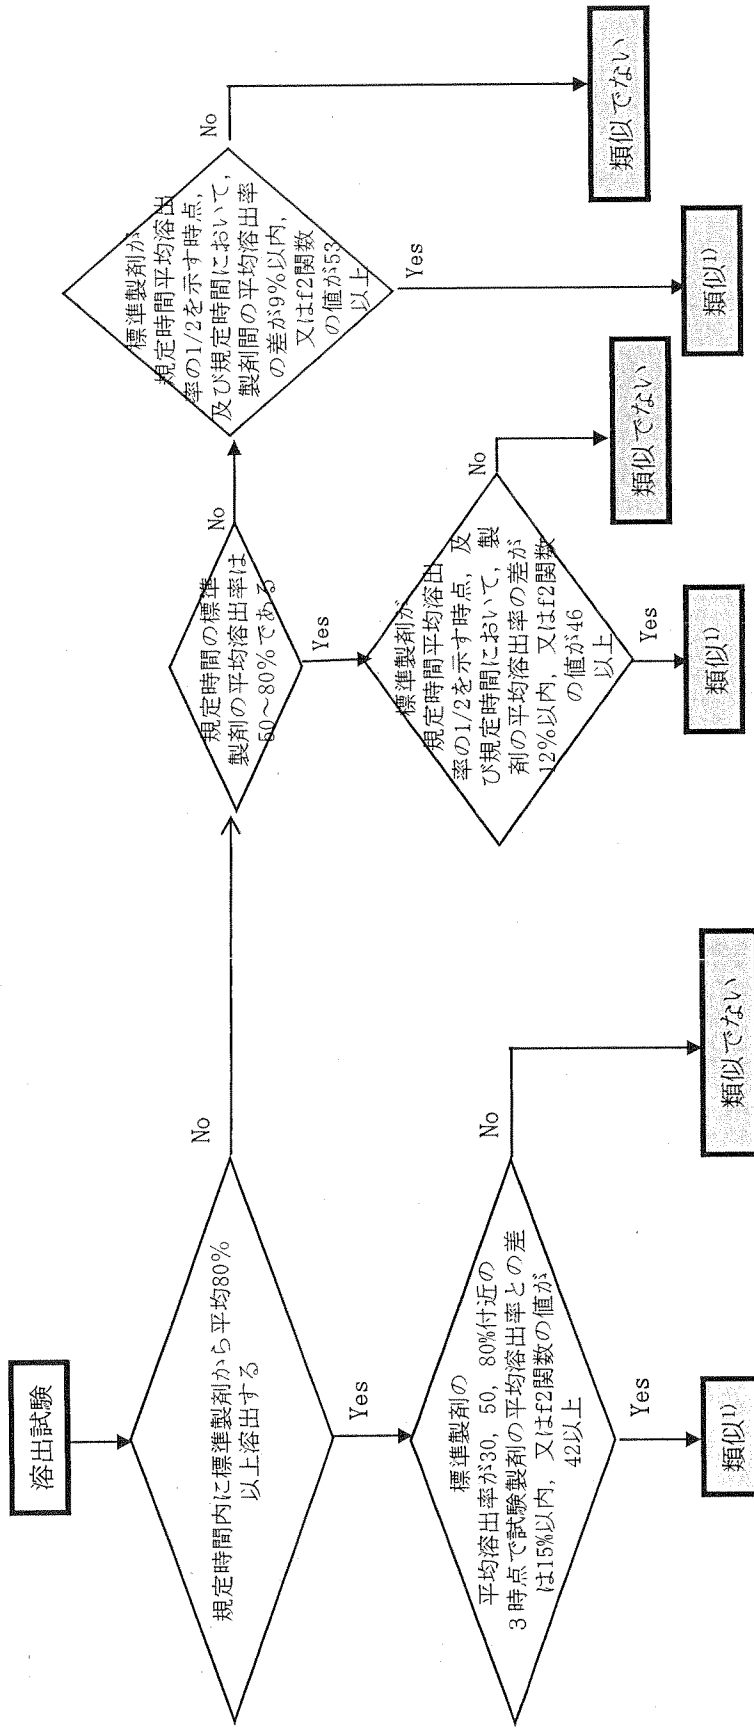 溶出試験
規定時間内に標準製剤から平均80%
以上溶出する
No
Yes
標準製剤の
平均溶出率が30, 50, 80%付近の
3時点で試験製剤の平均溶出率との差
は15%以内, 又はf2関数の値が
42以上
No
Yes
類似1)
類似でない
規定時間の標準
製剤の平均溶出率は
50～80%である
No
Yes
標準製剤が
規定時間平均溶出
率の1/2を示す時点, 及
び規定時間において, 製
剤の平均溶出率の差が
12%以内, 又はf2関数
の値が46
以上
No
Yes
類似1)
類似でない
標準製剤が
規定時間平均溶出
率の1/2を示す時点,
及び規定時間において,
製剤間の平均溶出率
の差が9%以内,
又はf2関数
の値が53
以上
No
Yes
類似1)
類似でない